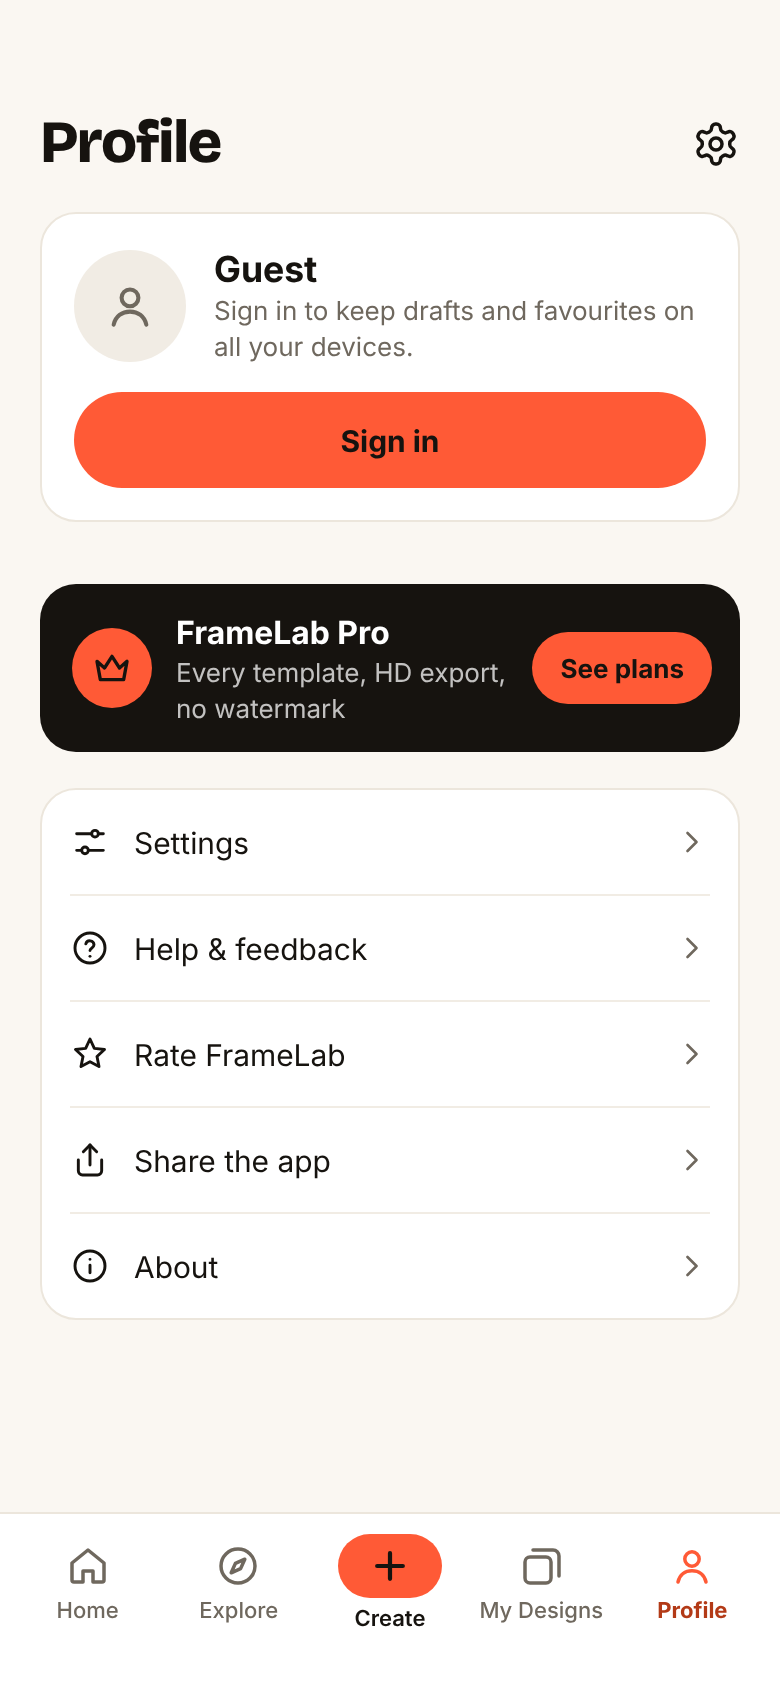 Profile
Guest
Sign in to keep drafts and favourites on
all your devices.
Sign in
FrameLab Pro
Every template, HD export,
no watermark
See plans
Settings
Help & feedback
Rate FrameLab
Share the app
About
Home
Explore
Create
My Designs
Profile